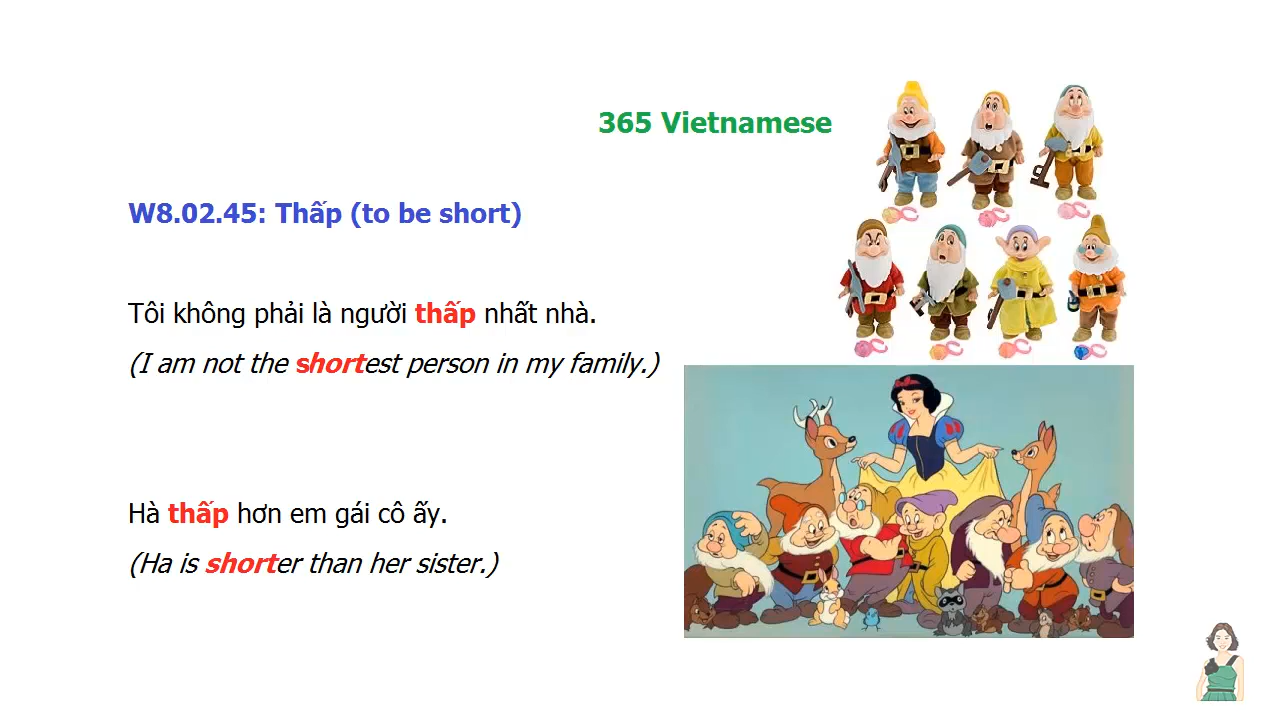 365 Vietnamese
W8.02.45: Thấp (to be short)
Tôi không phải là người thấp nhất nhà.
(I am not the shortest person in my family.)
Hà thấp hơn em gái cô ấy.
(Ha is shorter than her sister.)